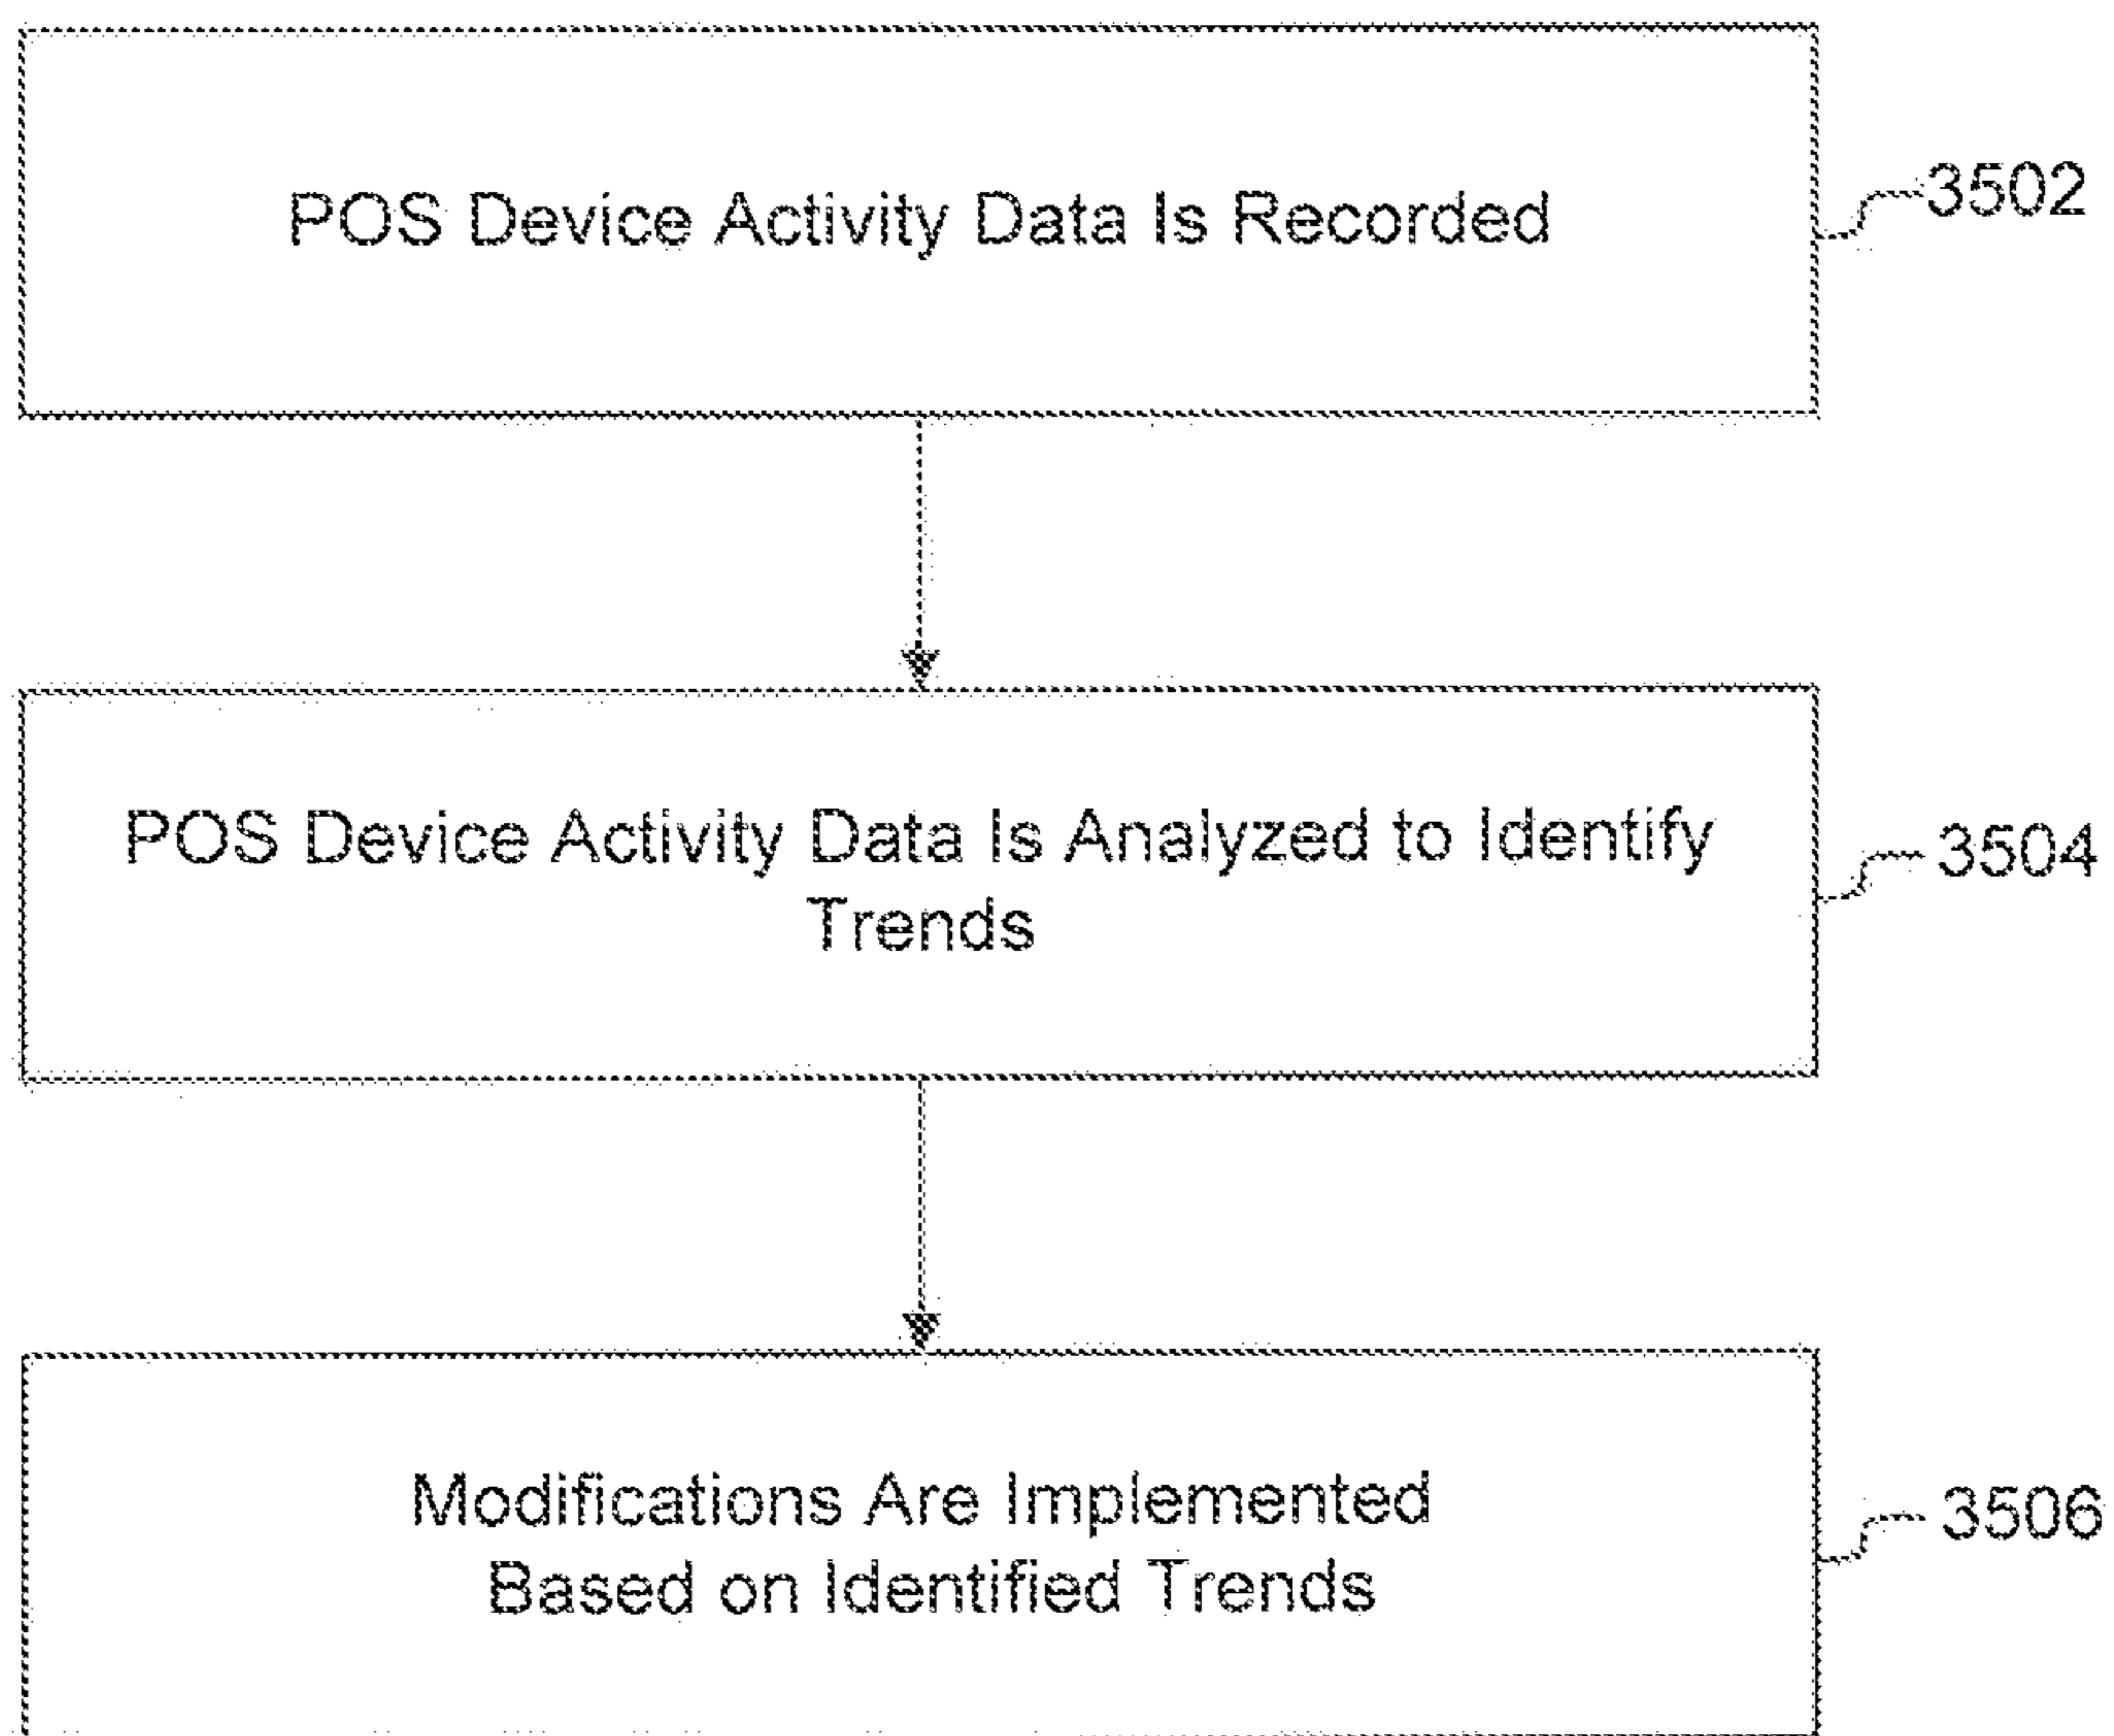 POS Device Activity Data Is Recorded
3502
POS Device Activity Data Is Analyzed to Identify
Trends
3504
Modifications Are Implemented
Based on Identified Trends
3506